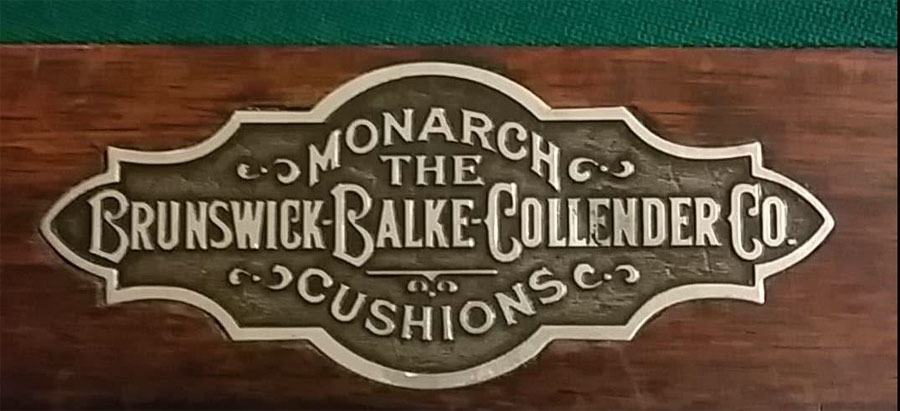 MONARCH
THE
BRUNSWICK-BALKE-COLLENDER CO.
CUSHIONS